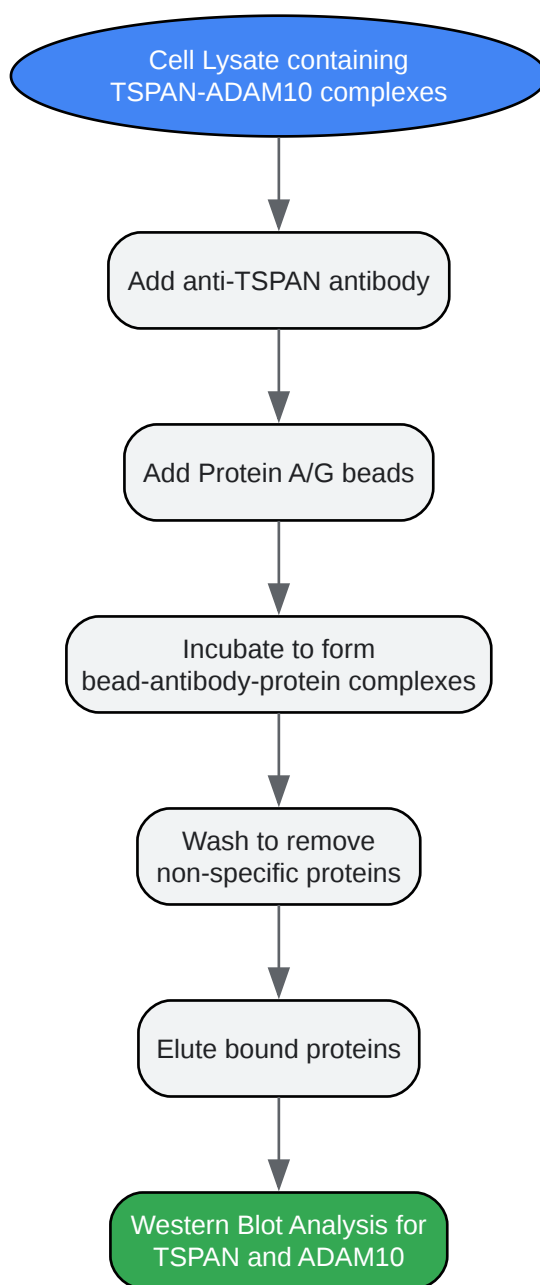 Cell Lysate containing
TSPAN-ADAM10 complexes
Add anti-TSPAN antibody
Add Protein A/G beads
Incubate to form
bead-antibody-protein complexes
Wash to remove
non-specific proteins
Elute bound proteins
Western Blot Analysis for
TSPAN and ADAM10